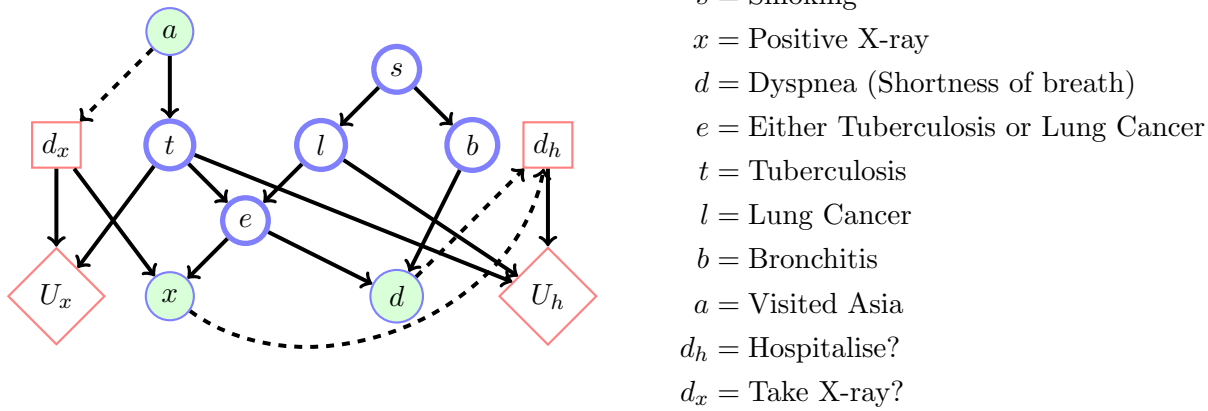 a
s
d_x
t
l
b
d_h
e
U_x
x
d
U_h
x = Positive X-ray
d = Dyspnea (Shortness of breath)
e = Either Tuberculosis or Lung Cancer
t = Tuberculosis
l = Lung Cancer
b = Bronchitis
a = Visited Asia
d_h = Hospitalise?
d_x = Take X-ray?